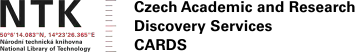 NTK
50°6'14.083"N, 14°23'26.365"E
Národní technická knihovna
National Library of Technology
Czech Academic and Research
Discovery Services
CARDS